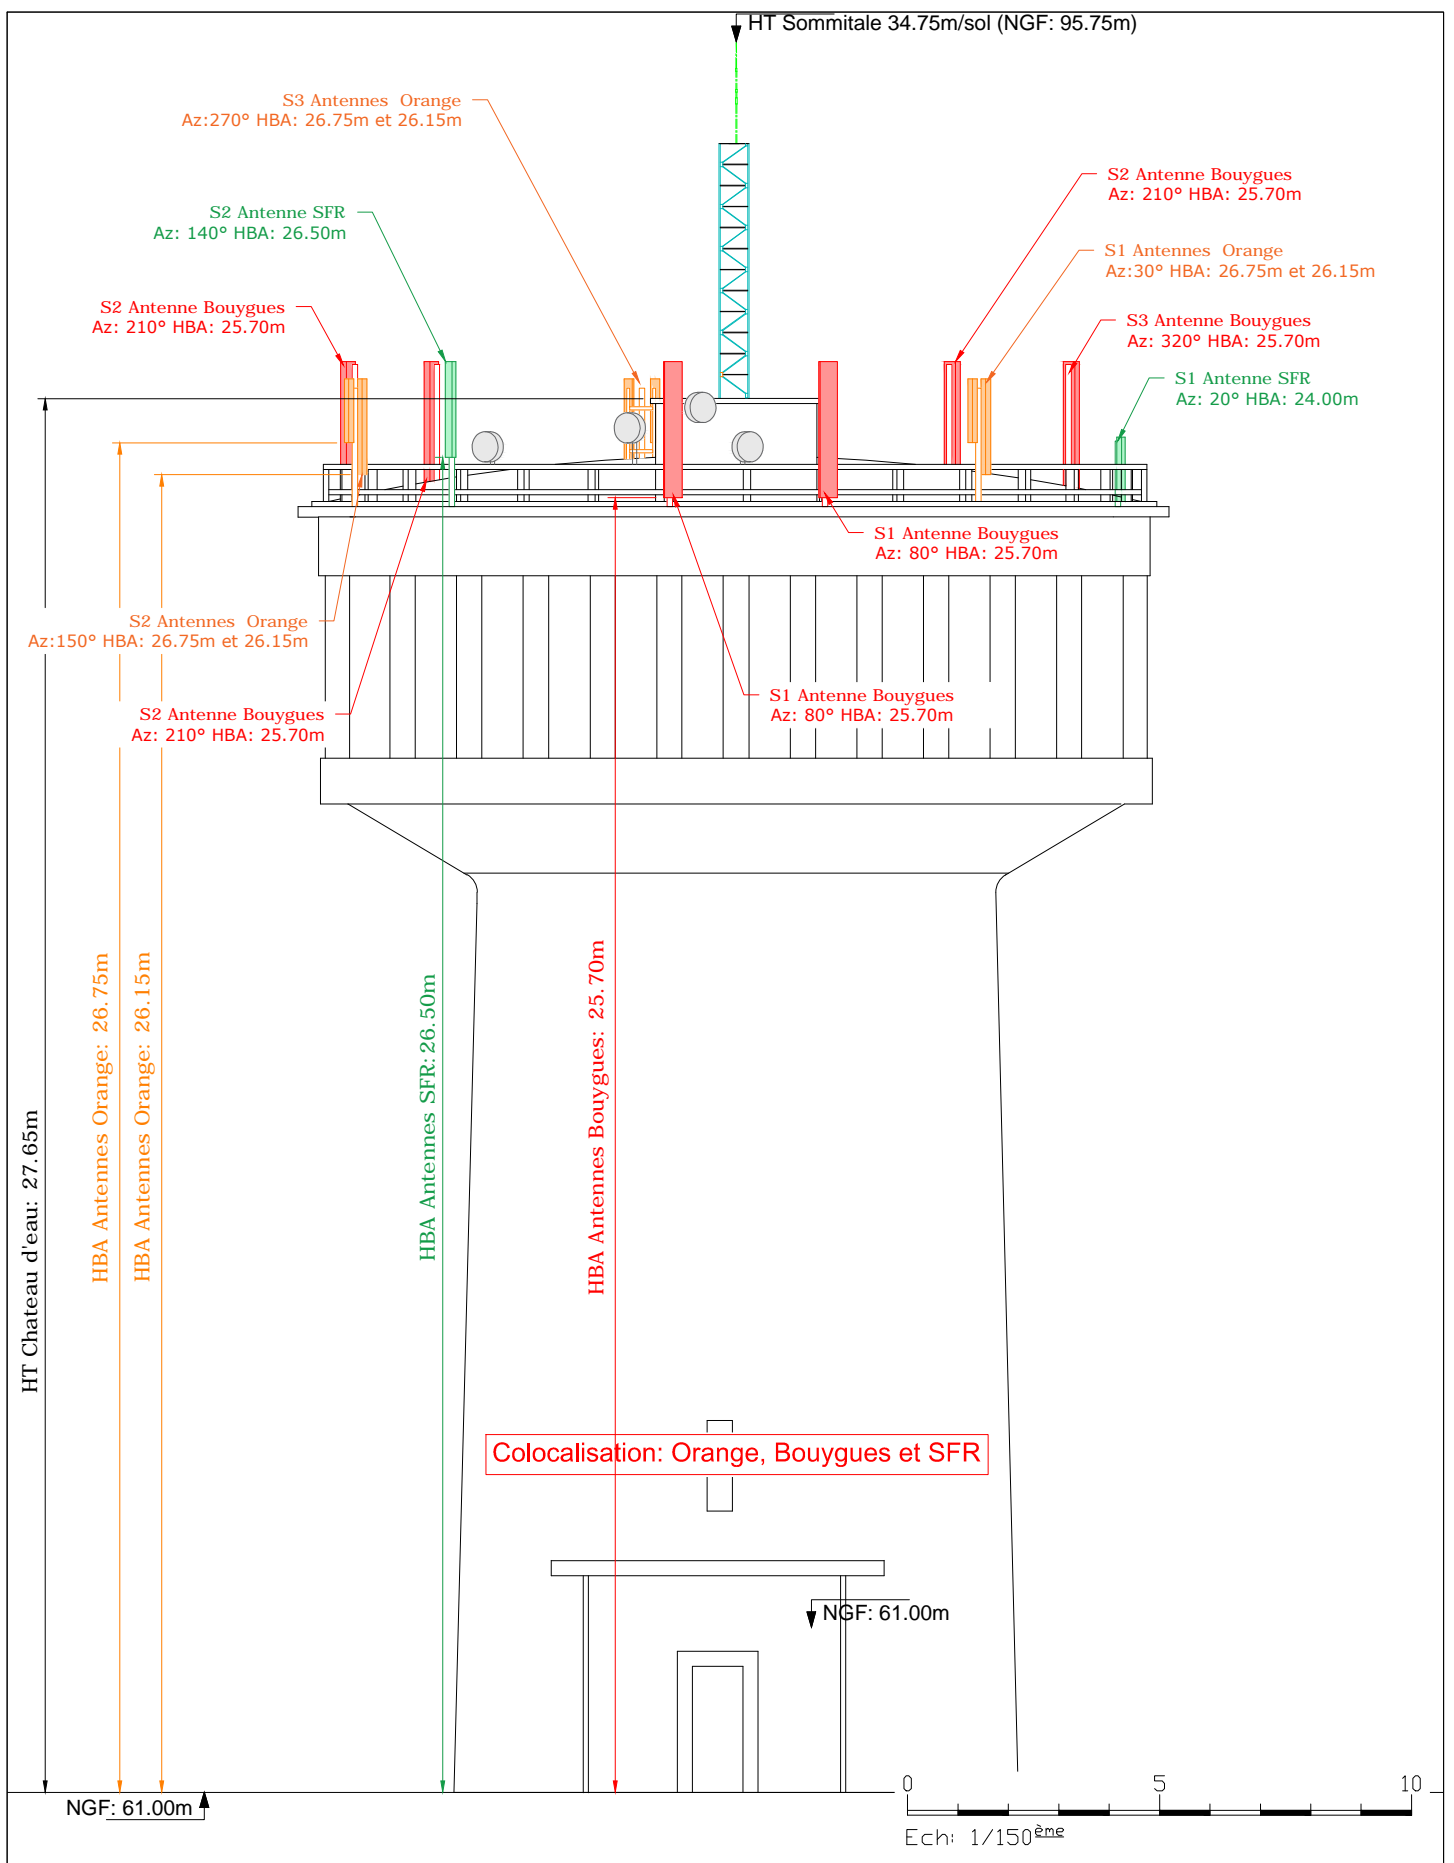 HT Sommitale 34.75m/sol (NGF: 95.75m)
S3 Antennes Orange
Az:270° HBA: 26.75m et 26.15m
S2 Antenne Bouygues
Az: 210° HBA: 25.70m
S2 Antenne SFR
Az: 140° HBA: 26.50m
S1 Antennes Orange
Az:30° HBA: 26.75m et 26.15m
S2 Antenne Bouygues
Az: 210° HBA: 25.70m
S3 Antenne Bouygues
Az: 320° HBA: 25.70m
S1 Antenne SFR
Az: 20° HBA: 24.00m
S1 Antenne Bouygues
Az: 80° HBA: 25.70m
S2 Antennes Orange
Az:150° HBA: 26.75m et 26.15m
S1 Antenne Bouygues
Az: 80° HBA: 25.70m
S2 Antenne Bouygues
Az: 210° HBA: 25.70m
HT Chateau d'eau: 27.65m
HBA Antennes Orange: 26.75m
HBA Antennes Orange: 26.15m
HBA Antennes SFR: 26.50m
HBA Antennes Bouygues: 25.70m
Colocalisation: Orange, Bouygues et SFR
NGF: 61.00m
NGF: 61.00m
0 5 10
Ech: 1/150ème